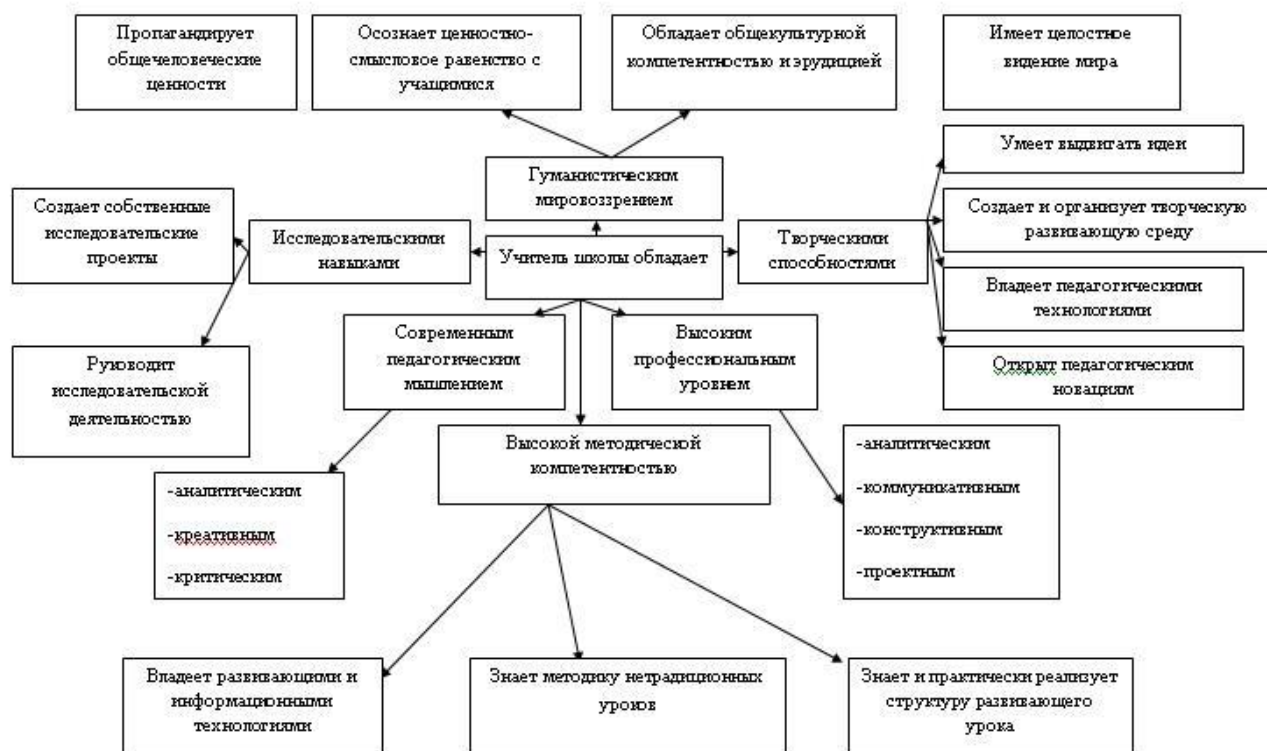 Пропагандирует
общечеловеческие
ценности
Осознает ценностно-
смысловое равенство с
учащимися
Обладает общекультурной
компетентностью и эрудицией
Имеет целостное
видение мира
Умеет выдвигать идеи
Гуманистическим
мировоззрением
Создает собственные
исследовательские
проекты
Исследовательскими
навыками
Учитель школы обладает
Творческими
способностями
Создает и организует творческую
развивающую среду
Владеет педагогическими
технологиями
Современным
педагогическим
мышлением
Высоким
профессиональным
уровнем
Руководит
исследовательской
деятельностью
Открыт педагогическим
новациям
Высокой методической
компетентностью
-аналитическим
-креативным
-критическим
-аналитическим
-коммуникативным
-конструктивным
-проектным
Владеет развивающими и
информационными
технологиями
Знает методику нетрадиционных
уроков
Знает и практически реализует
структуру развивающего
урока